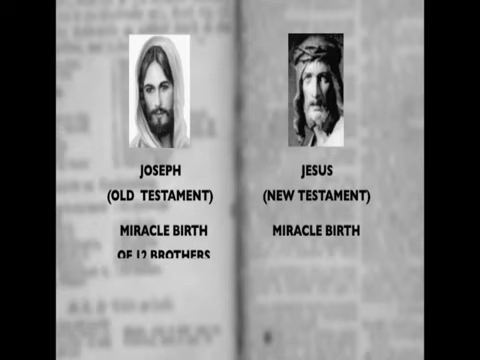 JOSEPH
(OLD TESTAMENT)
MIRACLE BIRTH
OF 12 BROTHERS
JESUS
(NEW TESTAMENT)
MIRACLE BIRTH